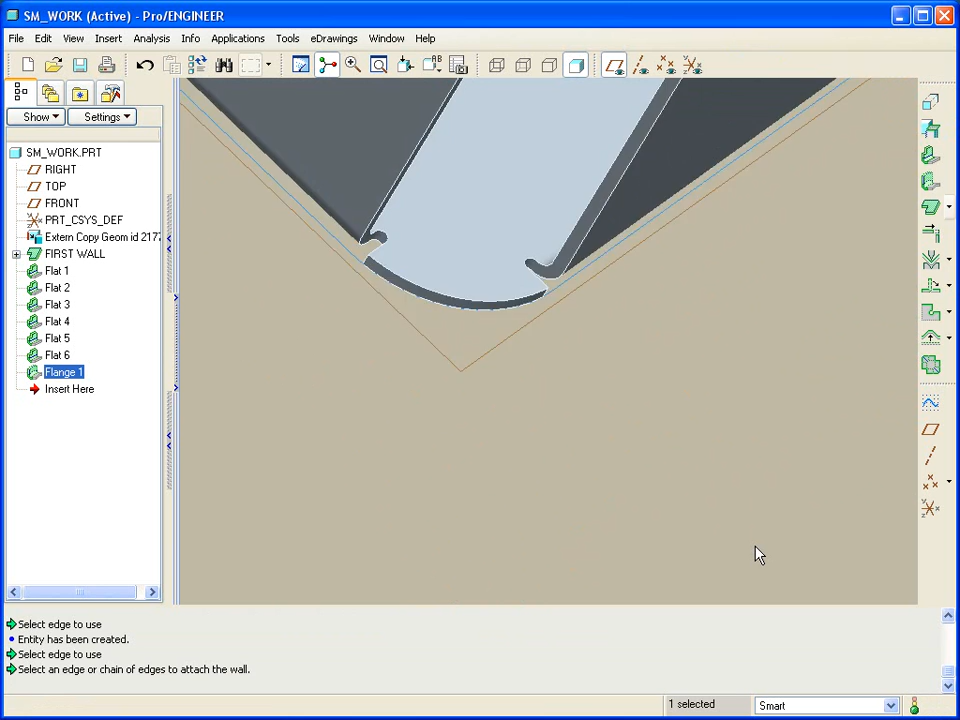 SM_WORK (Active) - Pro/ENGINEER
File Edit View Insert Analysis Info Applications Tools eDrawings Window Help
Show Settings
SM_WORK.PRT
RIGHT
TOP
FRONT
PRT_CSYS_DEF
Extern Copy Geom id 217
FIRST WALL
Flat 1
Flat 2
Flat 3
Flat 4
Flat 5
Flat 6
Flange 1
Insert Here
Select edge to use
Entity has been created.
Select edge to use
Select an edge or chain of edges to attach the wall.
1 selected Smart